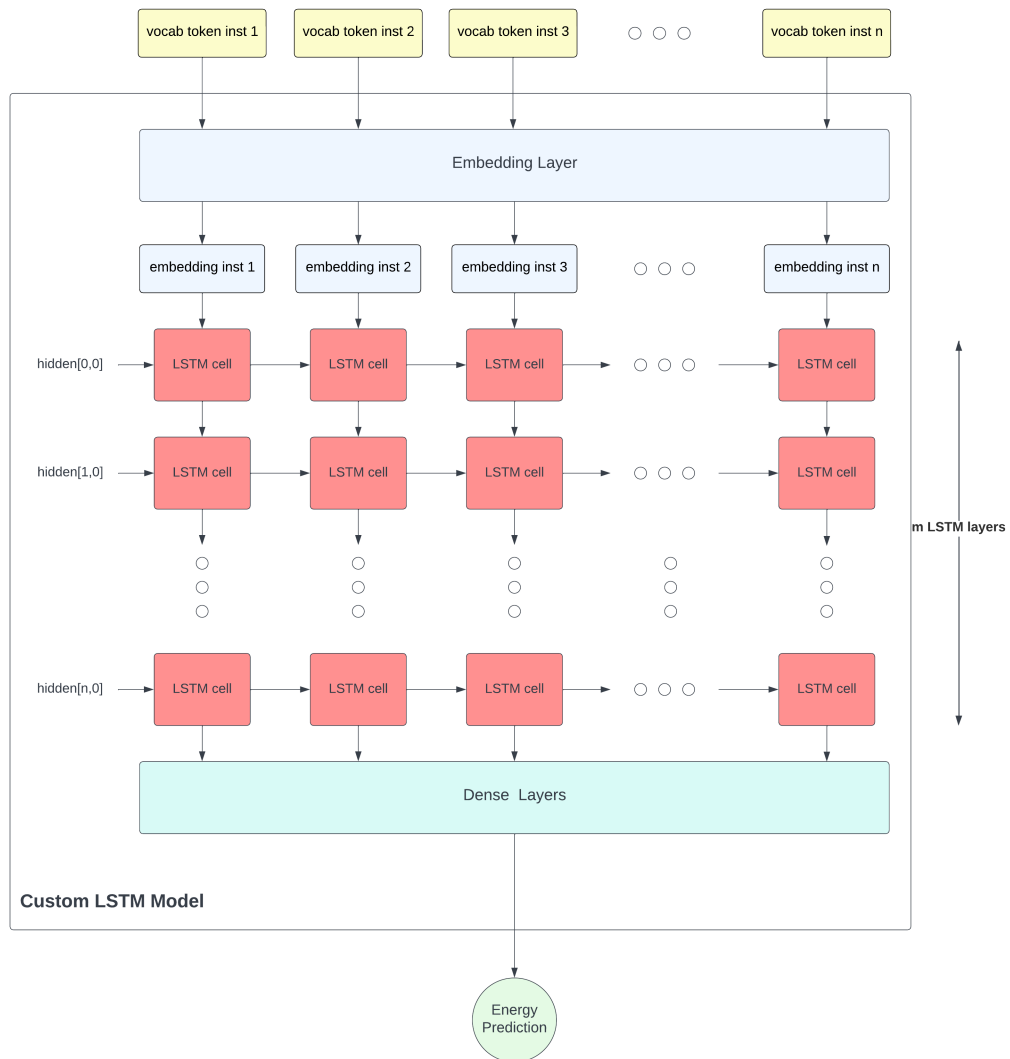 vocab token inst 1
vocab token inst 2
vocab token inst 3
vocab token inst n
Embedding Layer
embedding inst 1
embedding inst 2
embedding inst 3
embedding inst n
hidden[0,0]
LSTM cell
LSTM cell
LSTM cell
LSTM cell
hidden[1,0]
LSTM cell
LSTM cell
LSTM cell
LSTM cell
m LSTM layers
hidden[n,0]
LSTM cell
LSTM cell
LSTM cell
LSTM cell
Dense Layers
Custom LSTM Model
Energy
Prediction